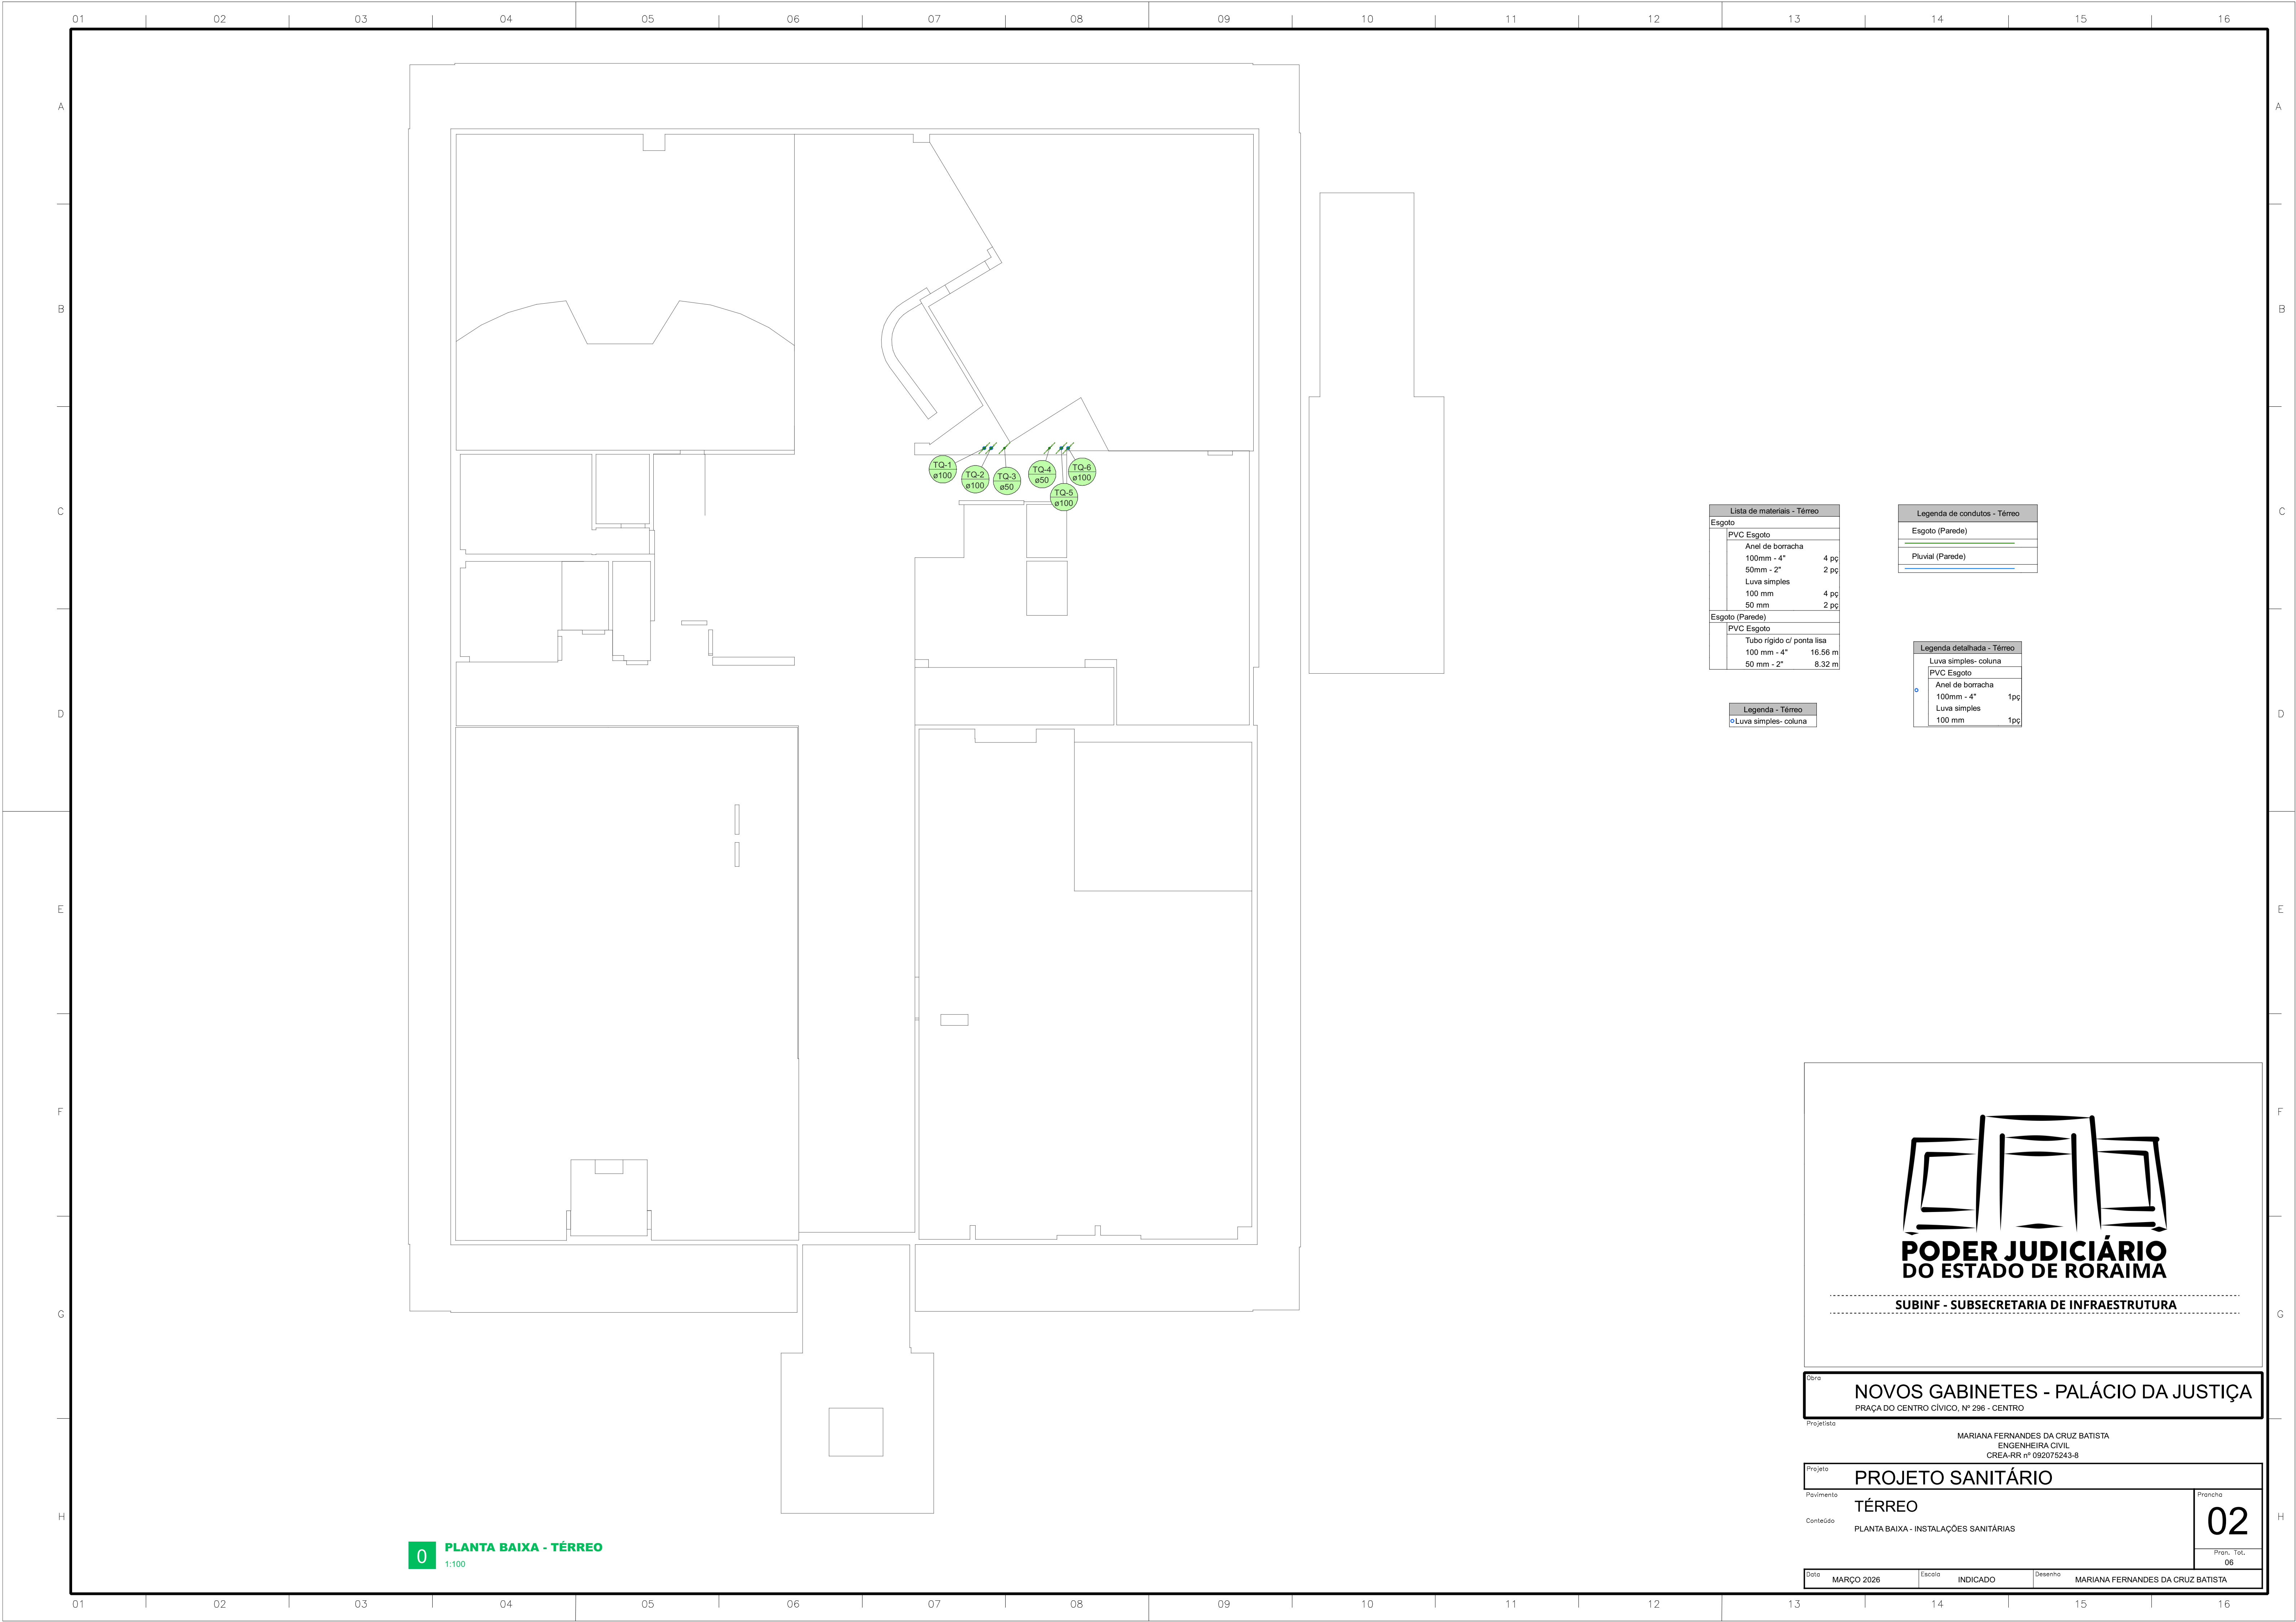 01 02 03 04 05 06 07 08 09 10 11 12 13 14 15 16
A A
B B
C C
D D
E E
F F
G G
H H
TQ-1
ø100
TQ-2
ø100
TQ-3
ø50
TQ-4
ø50
TQ-5
ø100
TQ-6
ø100
Lista de materiais - Térreo
Esgoto
PVC Esgoto
Anel de borracha
100mm - 4" 4 pç
50mm - 2" 2 pç
Luva simples
100 mm 4 pç
50 mm 2 pç
Esgoto (Parede)
PVC Esgoto
Tubo rígido c/ ponta lisa
100 mm - 4" 16.56 m
50 mm - 2" 8.32 m
Legenda de condutos - Térreo
Esgoto (Parede)
Pluvial (Parede)
Legenda - Térreo
Luva simples- coluna
Legenda detalhada - Térreo
Luva simples- coluna
PVC Esgoto
Anel de borracha
100mm - 4" 1pç
Luva simples
100 mm 1pç
PODER JUDICIÁRIO
DO ESTADO DE RORAIMA
SUBINF - SUBSECRETARIA DE INFRAESTRUTURA
Obra
NOVOS GABINETES - PALÁCIO DA JUSTIÇA
PRAÇA DO CENTRO CÍVICO, Nº 296 - CENTRO
Projetista
MARIANA FERNANDES DA CRUZ BATISTA
ENGENHEIRA CIVIL
CREA-RR nº 092075243-8
Projeto
PROJETO SANITÁRIO
Pavimento
TÉRREO
Conteúdo
PLANTA BAIXA - INSTALAÇÕES SANITÁRIAS
Prancha
02
Pran. Tot.
06
Data MARÇO 2026 Escala INDICADO Desenho MARIANA FERNANDES DA CRUZ BATISTA
0 PLANTA BAIXA - TÉRREO
1:100
01 02 03 04 05 06 07 08 09 10 11 12 13 14 15 16